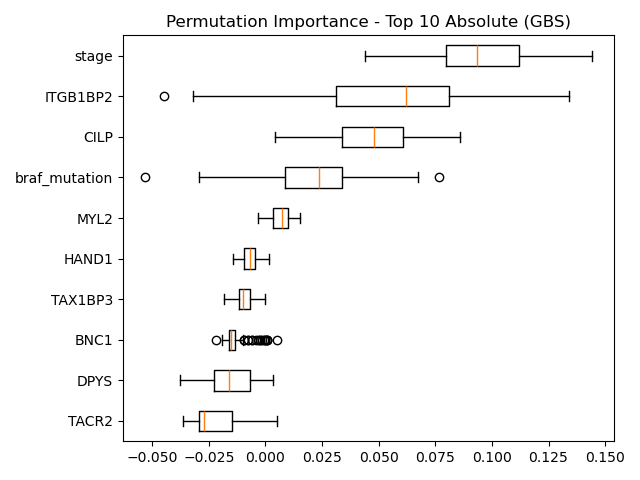 Permutation Importance - Top 10 Absolute (GBS)
stage
ITGB1BP2
CILP
braf_mutation
MYL2
HAND1
TAX1BP3
BNC1
DPYS
TACR2
−0.050 −0.025 0.000 0.025 0.050 0.075 0.100 0.125 0.150